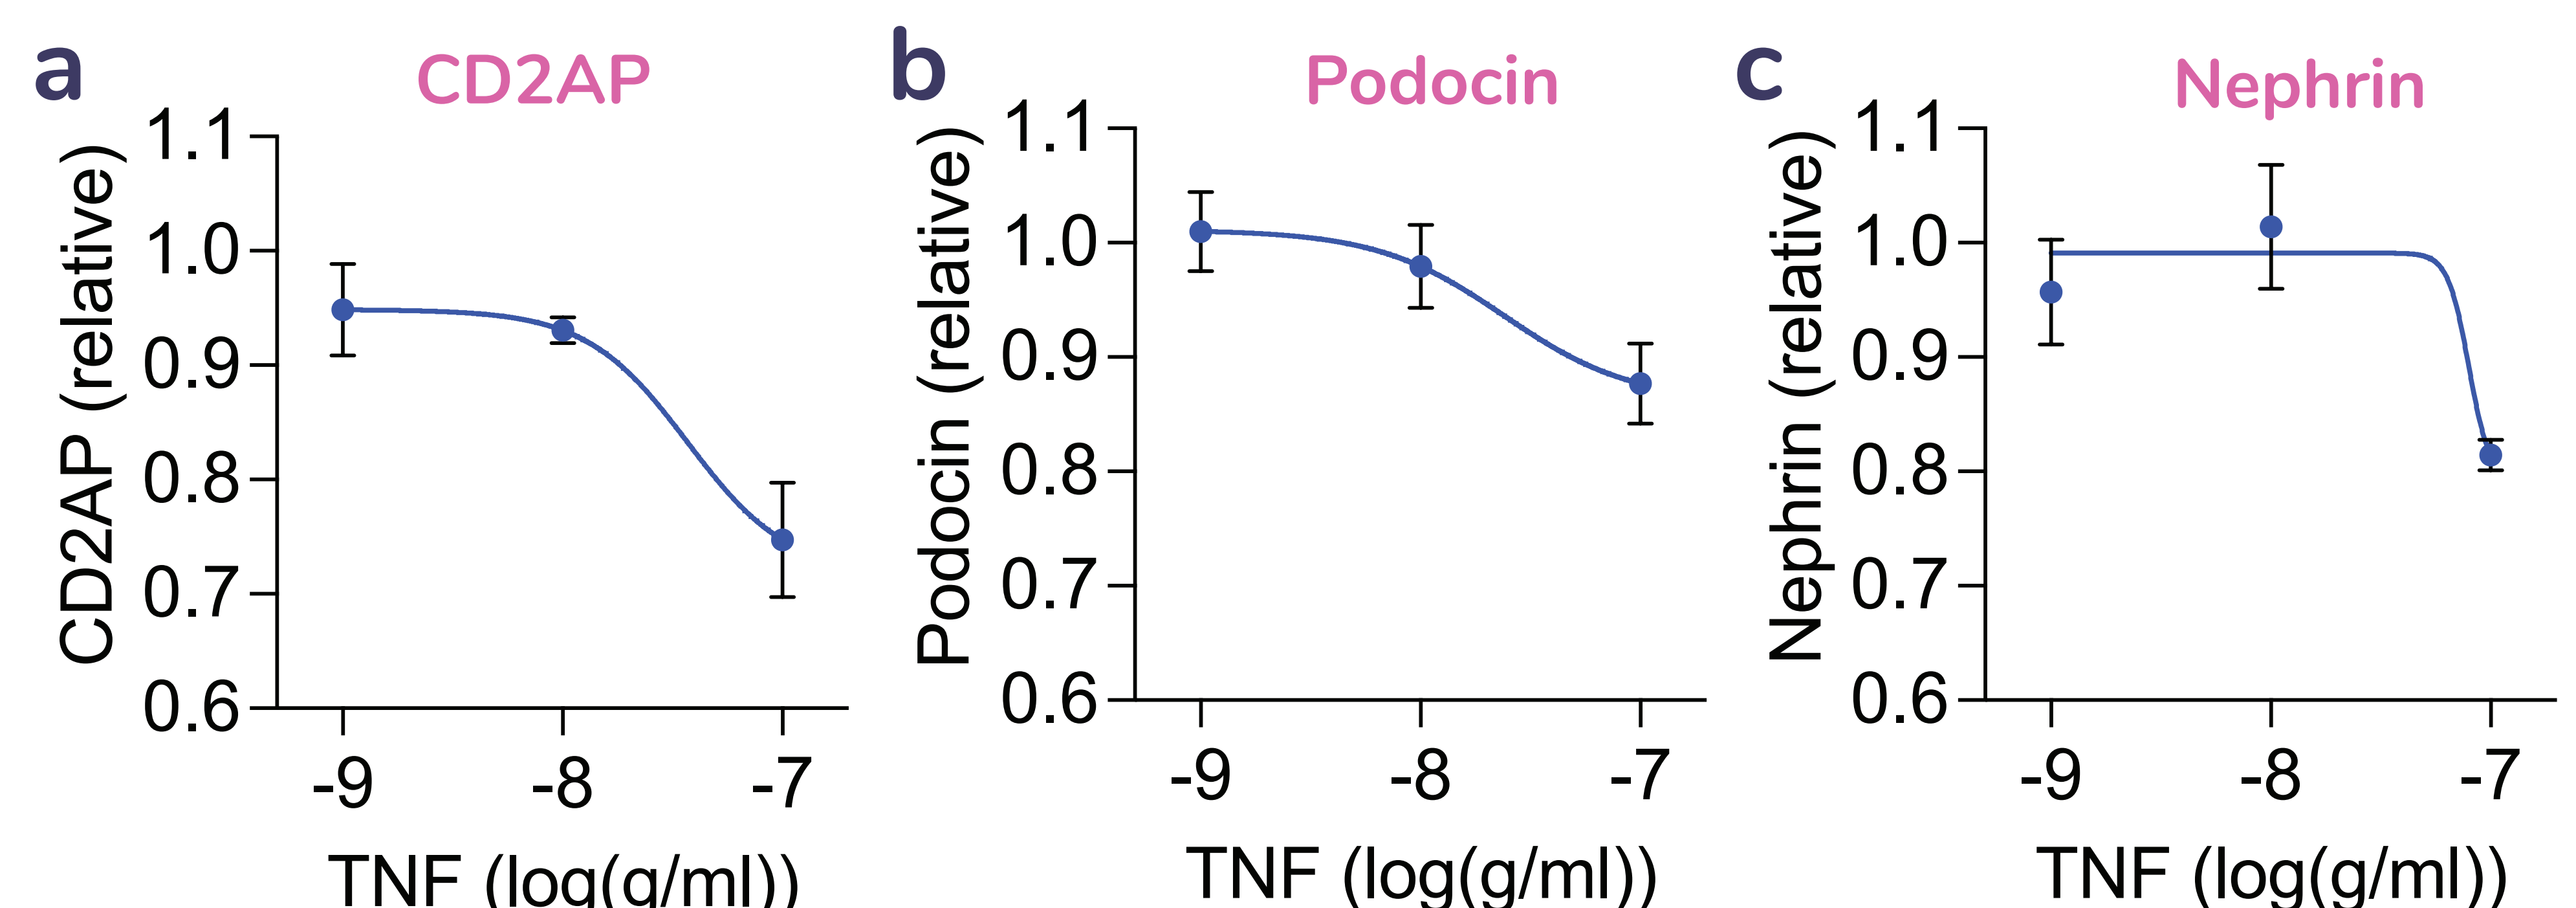 a
CD2AP
CD2AP (relative)
1.1
1.0
0.9
0.8
0.7
0.6
-9 -8 -7
TNF (log(g/ml))
b
Podocin
Podocin (relative)
1.1
1.0
0.9
0.8
0.7
0.6
-9 -8 -7
TNF (log(g/ml))
c
Nephrin
Nephrin (relative)
1.1
1.0
0.9
0.8
0.7
0.6
-9 -8 -7
TNF (log(g/ml))